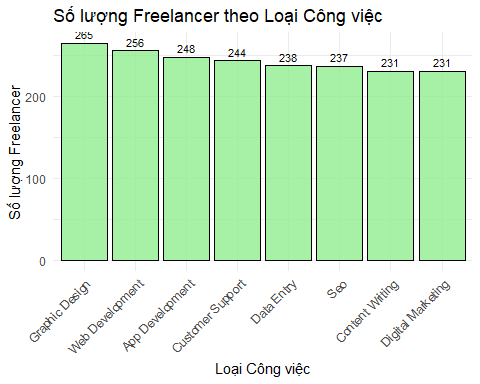 Số lượng Freelancer theo Loại Công việc
265
256
248
244
238
237
231
231
Số lượng Freelancer
200
100
0
Graphic Design
Web Development
App Development
Customer Support
Data Entry
Seo
Content Writing
Digital Marketing
Loại Công việc